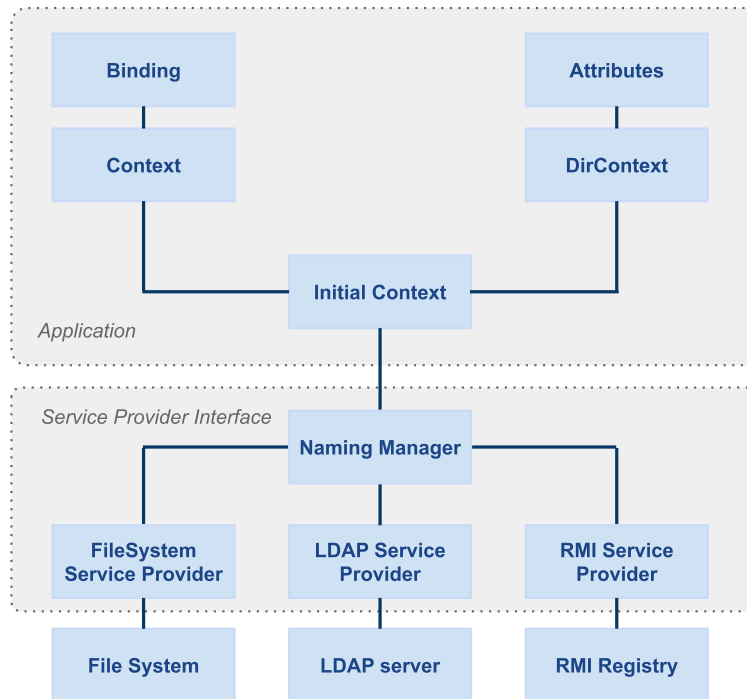 Binding
Attributes
Context
DirContext
Initial Context
Application
Service Provider Interface
Naming Manager
FileSystem
Service Provider
LDAP Service
Provider
RMI Service
Provider
File System
LDAP server
RMI Registry